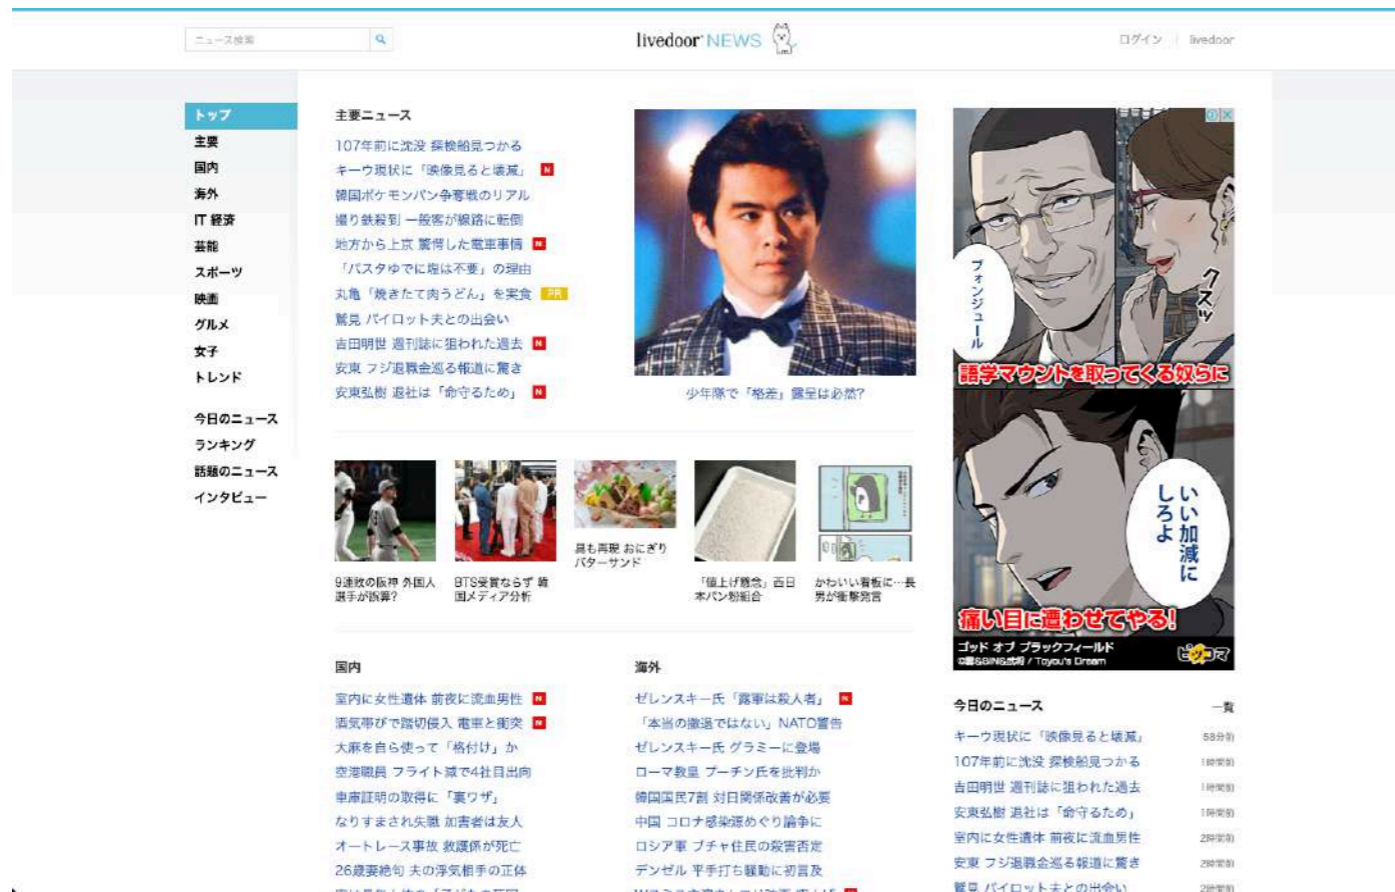 ニュース検索
livedoor NEWS
ログイン
livedoor
トップ
主要
国内
海外
IT 経済
芸能
スポーツ
映画
グルメ
女子
トレンド
今日のニュース
ランキング
話題のニュース
インタビュー
主要ニュース
107年前に沈没 探検船見つかる
キーウ現状に「映像見ると壊滅」 N
韓国ポケモンパン争奪戦のリアル
撮り鉄殺到 一般客が線路に転倒
地方から上京 驚愕した電車事情 N
「パスタゆでに塩は不要」の理由
丸亀「焼きたて肉うどん」を実食 PR
鷲見 パイロット夫との出会い
吉田明世 週刊誌に狙われた過去 N
安東 フジ退職金巡る報道に驚き
安東弘樹 退社は「命守るため」 N
少年隊で「格差」露呈は必然?
9連敗の阪神 外国人
選手が誤算?
BTS受賞ならず 韓
国メディア分析
具も再現 おにぎり
バターサンド
「値上げ懸念」西日
本パン粉組合
かわいい看板に…長
男が衝撃発言
国内
室内に女性遺体 前夜に流血男性 N
酒気帯びで踏切侵入 電車と衝突 N
大麻を自ら使って「格付け」か
空港職員 フライト減で4社目出向
車庫証明の取得に「裏ワザ」
なりすまされ失職 加害者は友人
オートレース事故 救護係が死亡
26歳妻絶句 夫の浮気相手の正体
海外
ゼレンスキー氏「露軍は殺人者」 N
「本当の撤退ではない」NATO警告
ゼレンスキー氏 グラミーに登場
ローマ教皇 プーチン氏を批判か
韓国国民7割 対日関係改善が必要
中国 コロナ感染源めぐり論争に
ロシア軍 ブチャ住民の殺害否定
デンゼル 平手打ち騒動に初言及
ブォンジュール
クスッ
語学マウントを取ってくる奴らに
いい加減に
しろよ
痛い目に遭わせてやる!
ゴッド オブ ブラックフィールド
ピッコマ
今日のニュース
一覧
キーウ現状に「映像見ると壊滅」 58分前
107年前に沈没 探検船見つかる 1時間前
吉田明世 週刊誌に狙われた過去 1時間前
安東弘樹 退社は「命守るため」 1時間前
室内に女性遺体 前夜に流血男性 2時間前
安東 フジ退職金巡る報道に驚き 2時間前
鷲見 パイロット夫との出会い 2時間前